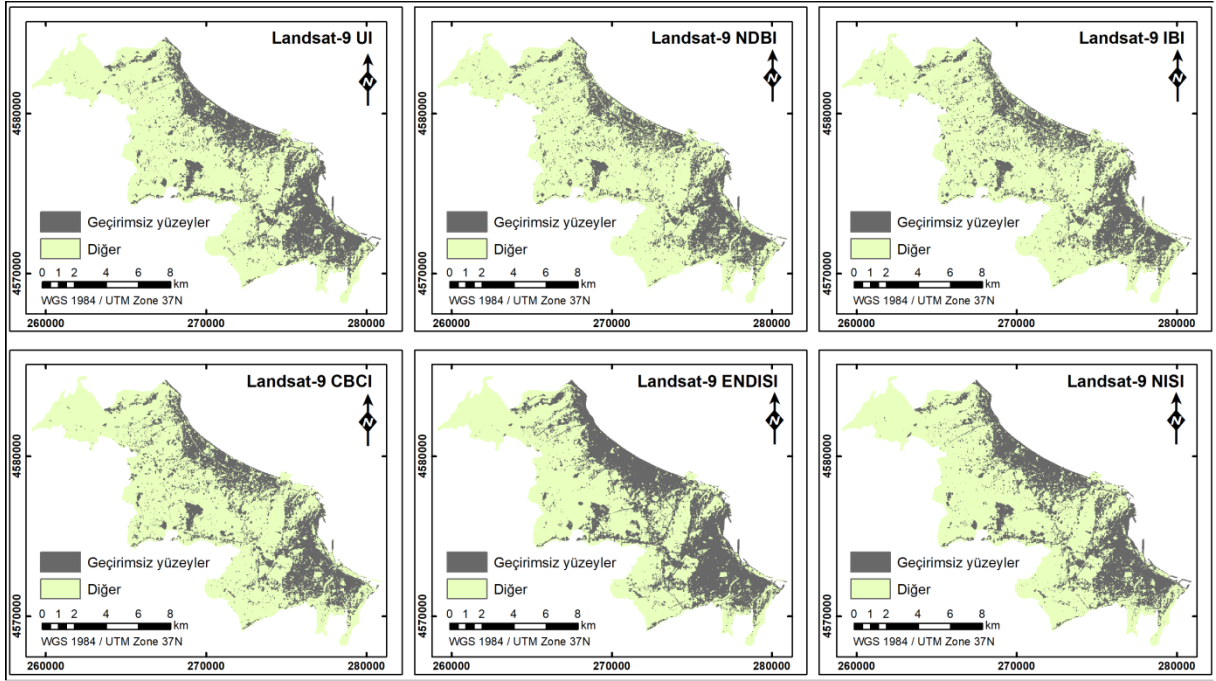 Landsat-9 UI
N
4580000
4570000
Geçirimsiz yüzeyler
Diğer
0 1 2 4 6 8
km
WGS 1984 / UTM Zone 37N
260000 270000 280000
Landsat-9 NDBI
N
4580000
4570000
Geçirimsiz yüzeyler
Diğer
0 1 2 4 6 8
km
WGS 1984 / UTM Zone 37N
260000 270000 280000
Landsat-9 IBI
N
4580000
4570000
Geçirimsiz yüzeyler
Diğer
0 1 2 4 6 8
km
WGS 1984 / UTM Zone 37N
260000 270000 280000
Landsat-9 CBCI
N
4580000
4570000
Geçirimsiz yüzeyler
Diğer
0 1 2 4 6 8
km
WGS 1984 / UTM Zone 37N
260000 270000 280000
Landsat-9 ENDISI
N
4580000
4570000
Geçirimsiz yüzeyler
Diğer
0 1 2 4 6 8
km
WGS 1984 / UTM Zone 37N
260000 270000 280000
Landsat-9 NISI
N
4580000
4570000
Geçirimsiz yüzeyler
Diğer
0 1 2 4 6 8
km
WGS 1984 / UTM Zone 37N
260000 270000 280000